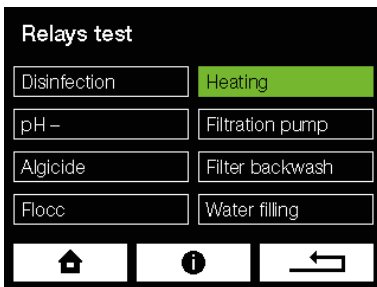 Relays test
Disinfection
Heating
pH –
Filtration pump
Algicide
Filter backwash
Flocc
Water filling